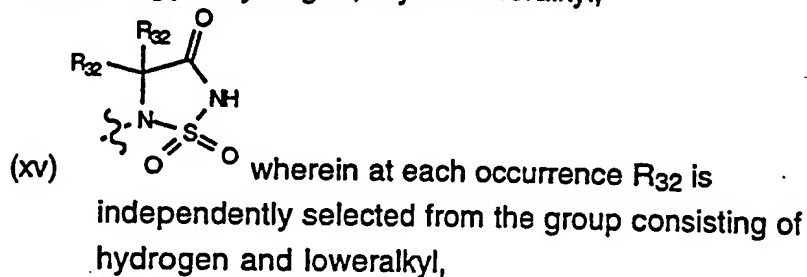 R32
R32
O
NH
N
S
O
O
(xv) wherein at each occurrence R32 is
independently selected from the group consisting of
hydrogen and loweralkyl,